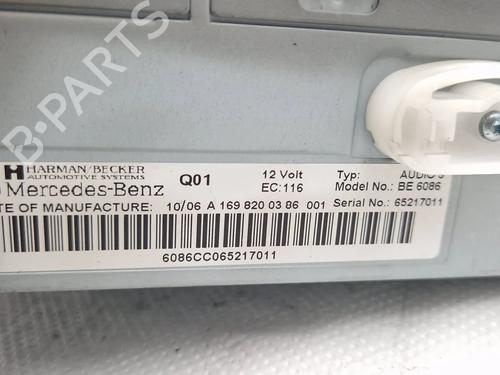 B-PARTS
HARMAN/BECKER
AUTOMOTIVE SYSTEMS
Mercedes-Benz Q01 12 Volt Typ: AUDIO
EC:116 Model No.: BE 6086
TE OF MANUFACTURE: 10/06 A 169 820 03 86 001 Serial No.: 65217011
6086CC065217011